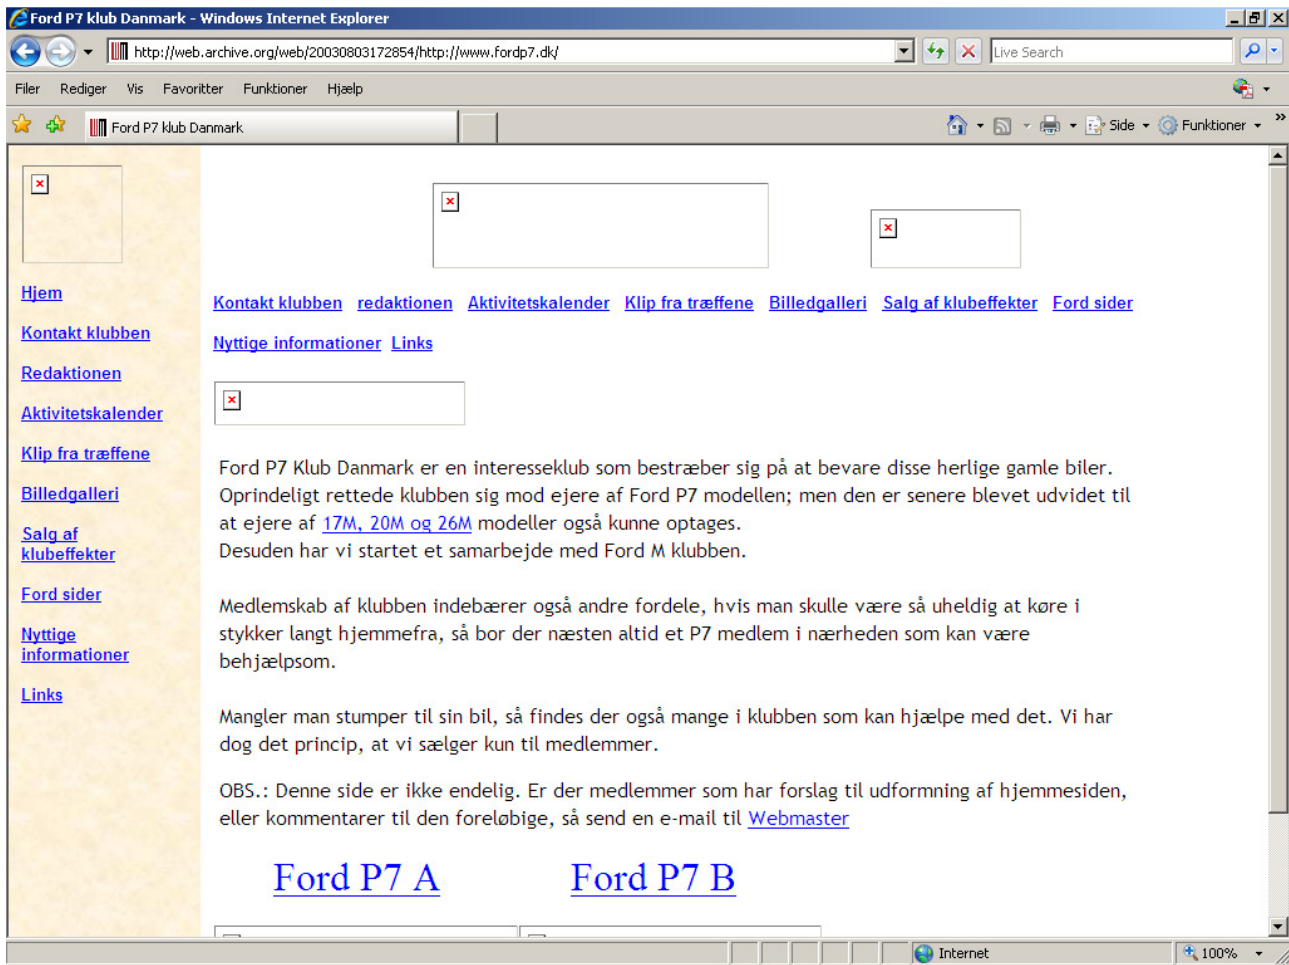 Ford P7 klub Danmark - Windows Internet Explorer
http://web.archive.org/web/20030803172854/http://www.fordp7.dk/
Live Search
Filer Rediger Vis Favoritter Funktioner Hjælp
Ford P7 klub Danmark
Side Funktioner »
Hjem
Kontakt klubben
Redaktionen
Aktivitetskalender
Klip fra træffene
Billedgalleri
Salg af
klubeffekter
Ford sider
Nyttige
informationer
Links
Kontakt klubben redaktionen Aktivitetskalender Klip fra træffene Billedgalleri Salg af klubeffekter Ford sider
Nyttige informationer Links
Ford P7 Klub Danmark er en interesseklub som bestræber sig på at bevare disse herlige gamle biler.
Oprindeligt rettede klubben sig mod ejere af Ford P7 modellen; men den er senere blevet udvidet til
at ejere af 17M, 20M og 26M modeller også kunne optages.
Desuden har vi startet et samarbejde med Ford M klubben.
Medlemskab af klubben indebærer også andre fordele, hvis man skulle være så uheldig at køre i
stykker langt hjemmefra, så bor der næsten altid et P7 medlem i nærheden som kan være
behjælpsom.
Mangler man stumper til sin bil, så findes der også mange i klubben som kan hjælpe med det. Vi har
dog det princip, at vi sælger kun til medlemmer.
OBS.: Denne side er ikke endelig. Er der medlemmer som har forslag til udformning af hjemmesiden,
eller kommentarer til den foreløbige, så send en e-mail til Webmaster
Ford P7 A Ford P7 B
Internet 100%